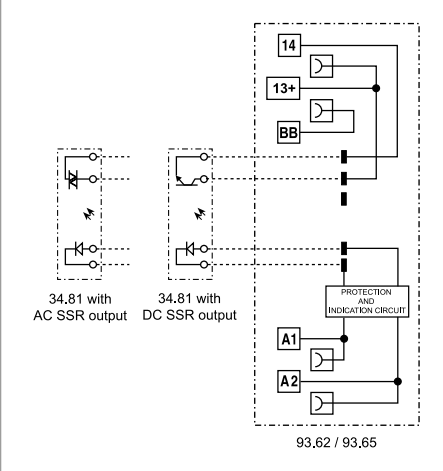 14
13+
BB
34.81 with
AC SSR output
34.81 with
DC SSR output
PROTECTION
AND
INDICATION CIRCUIT
A1
A2
93.62 / 93.65